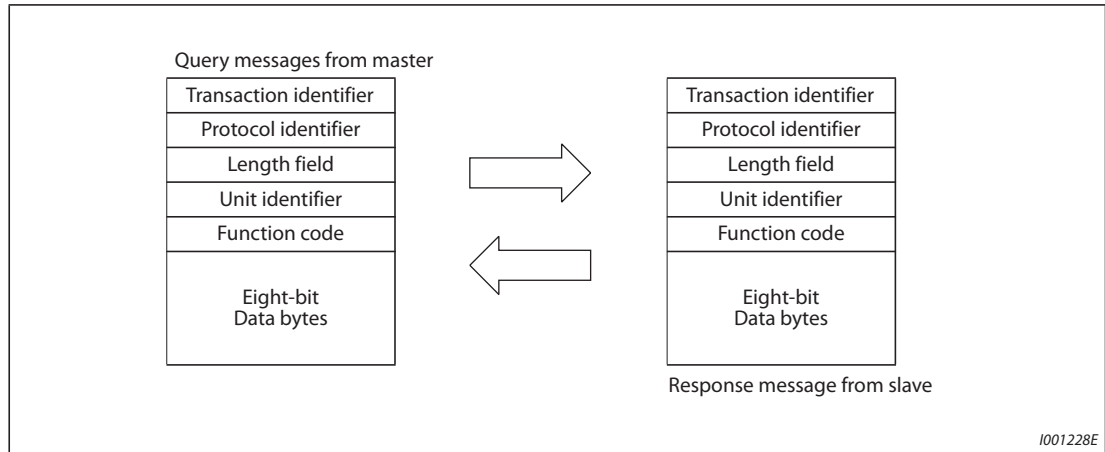 Query messages from master
Transaction identifier
Protocol identifier
Length field
Unit identifier
Function code
Eight-bit
Data bytes
Transaction identifier
Protocol identifier
Length field
Unit identifier
Function code
Eight-bit
Data bytes
Response message from slave
I001228E